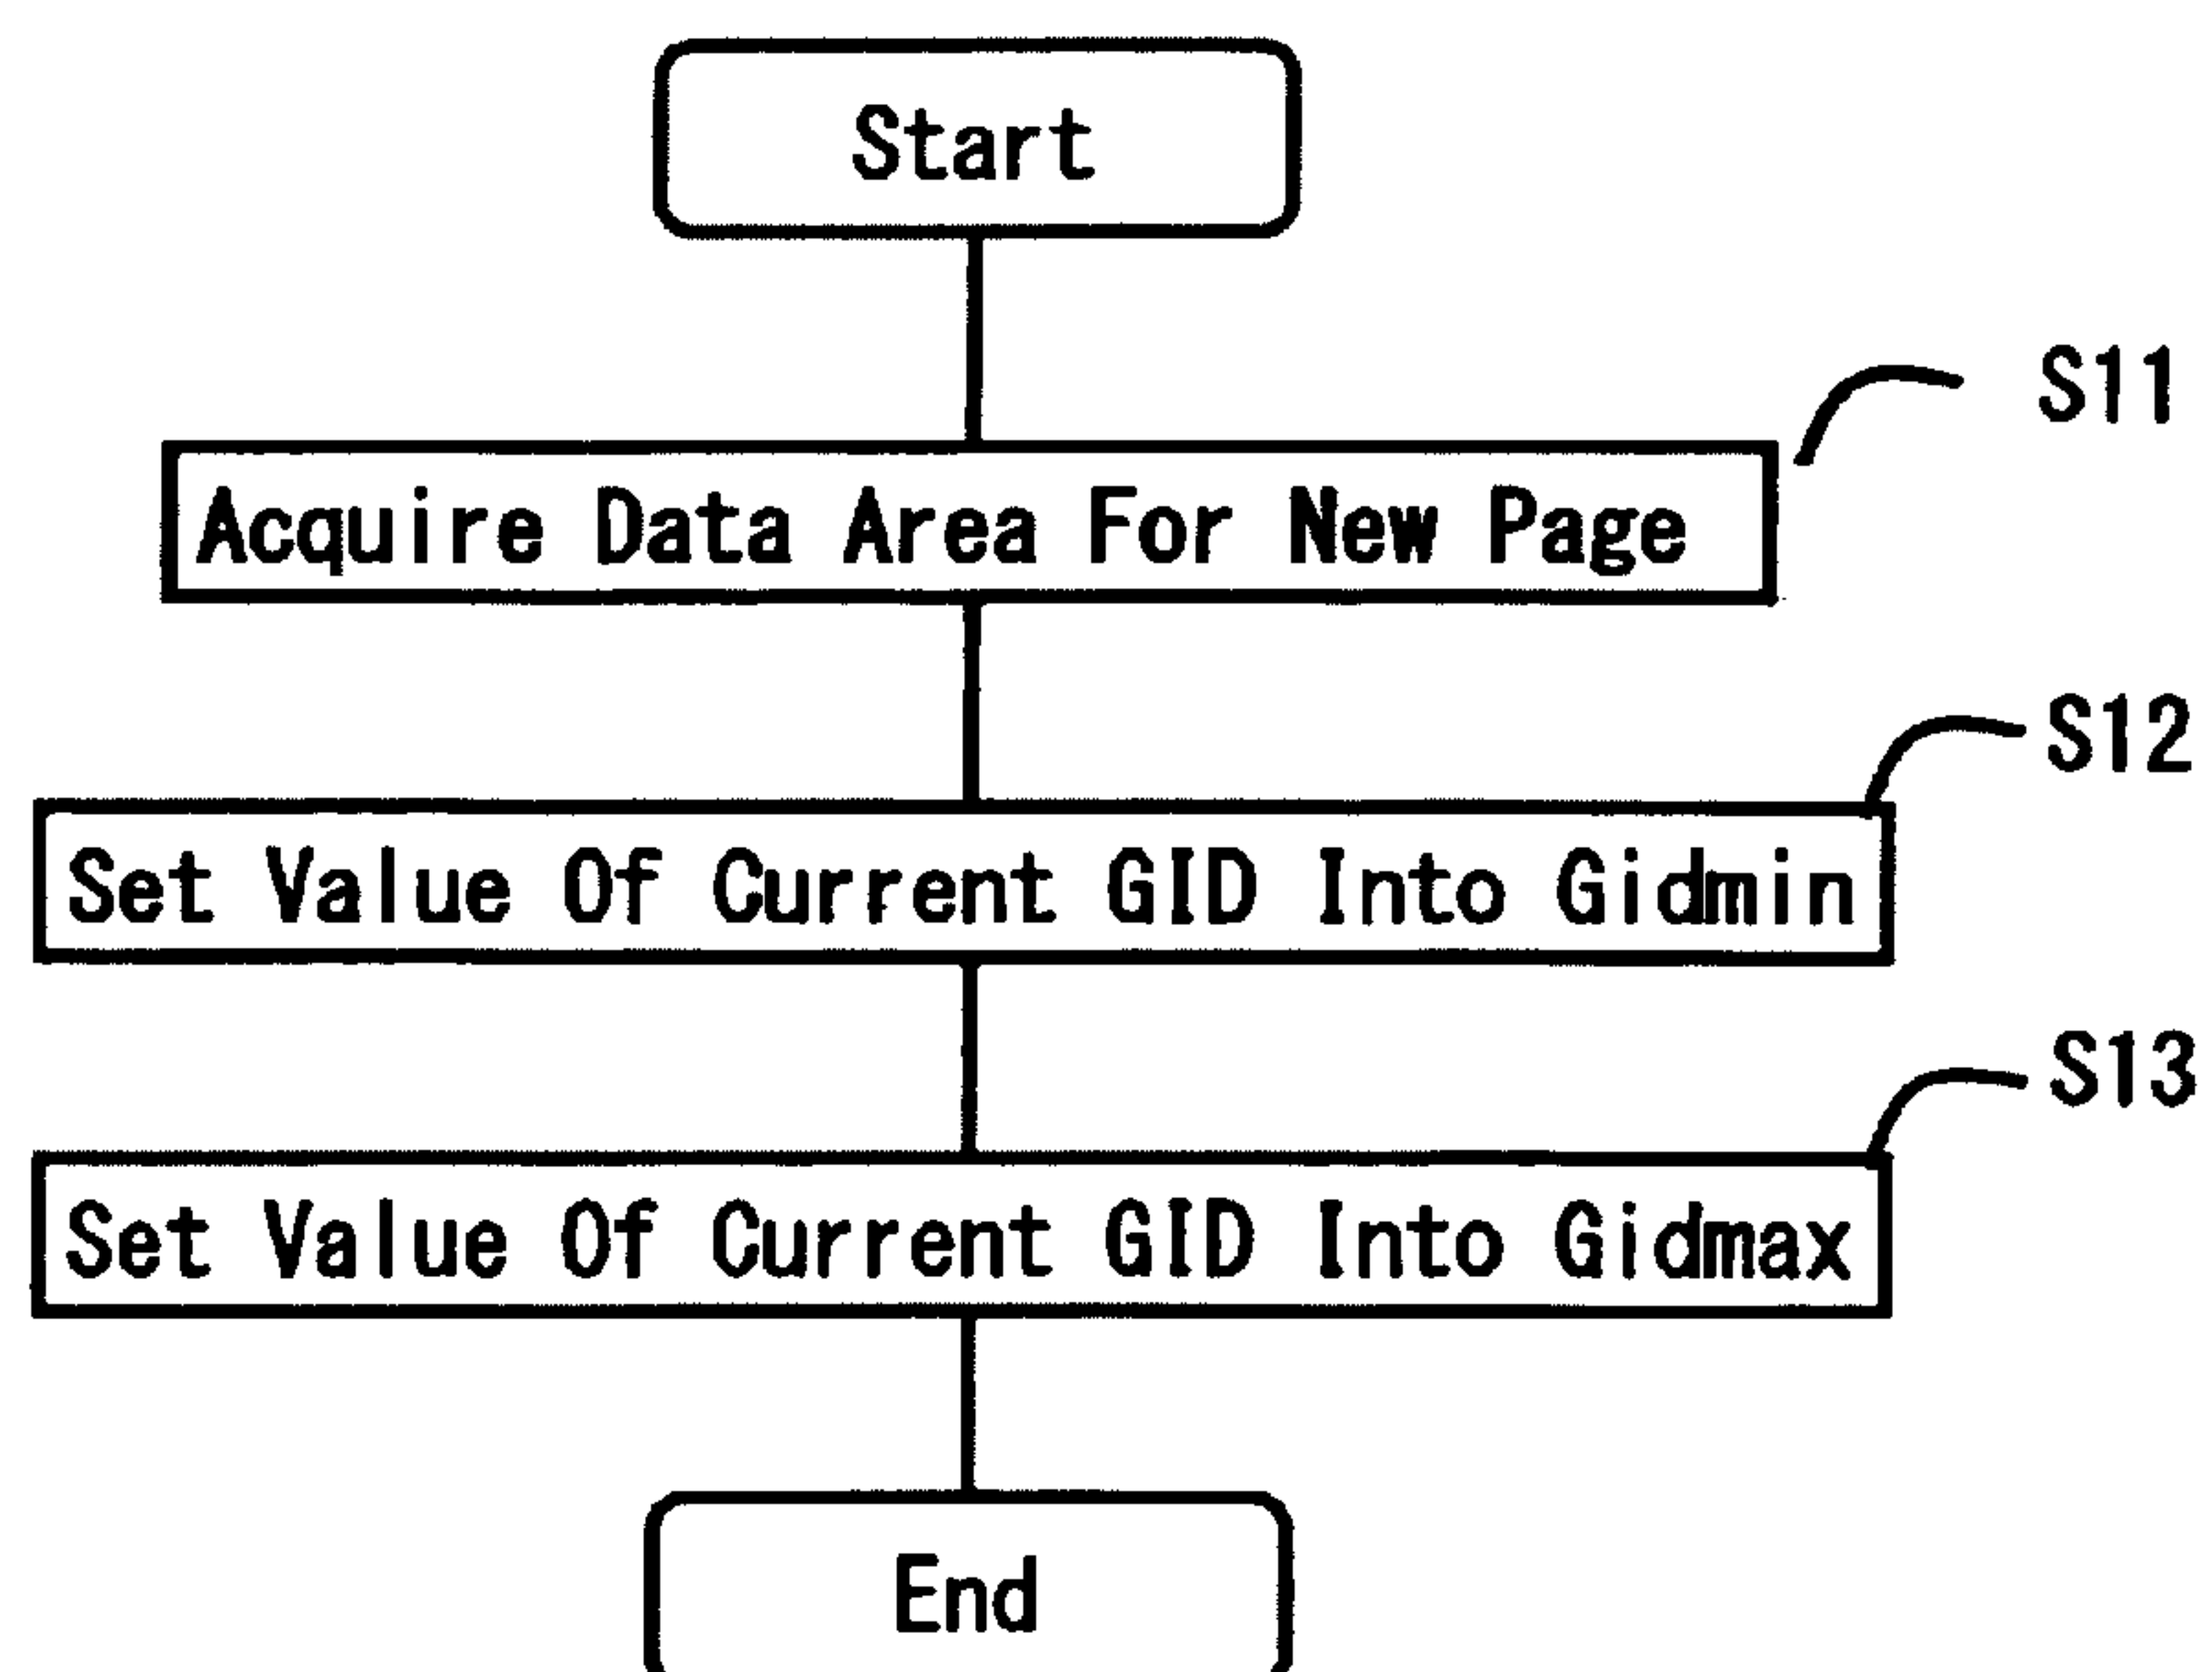 Start
S11
Acquire Data Area For New Page
S12
Set Value Of Current GID Into Gidmin
S13
Set Value Of Current GID Into Gidmax
End